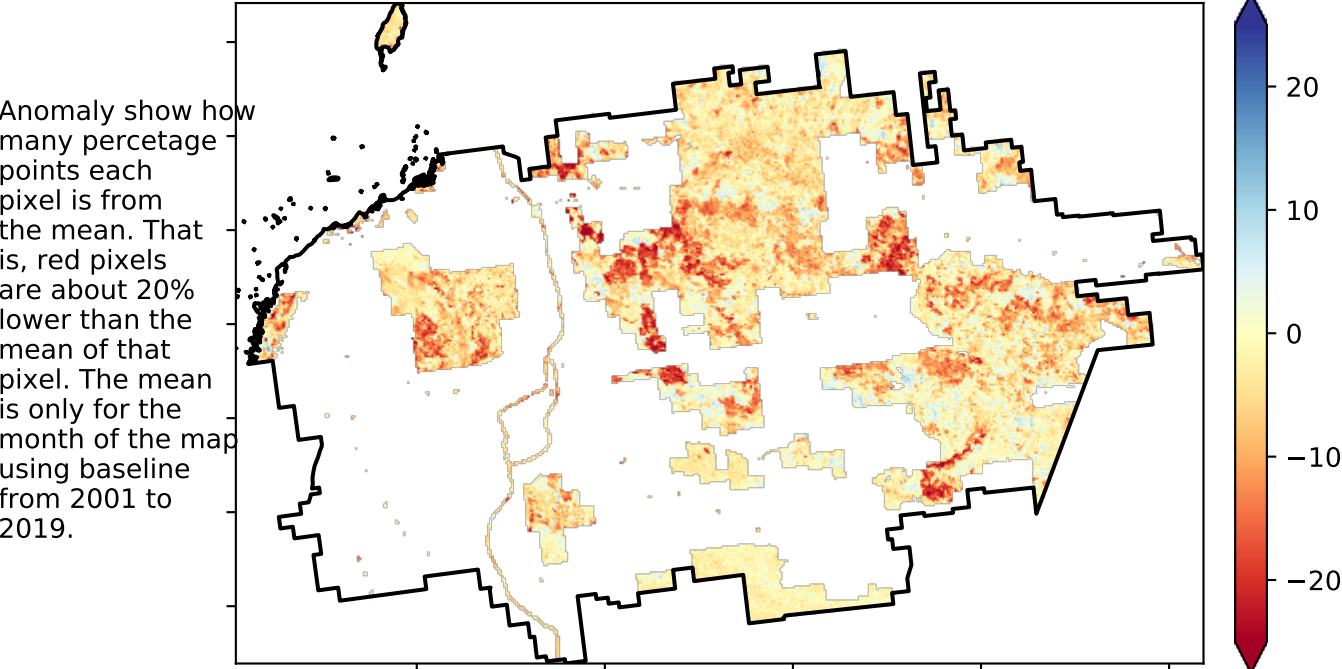 Anomaly show how
many percetage
points each
pixel is from
the mean. That
is, red pixels
are about 20%
lower than the
mean of that
pixel. The mean
is only for the
month of the map
using baseline
from 2001 to
2019.
20
10
0
−10
−20